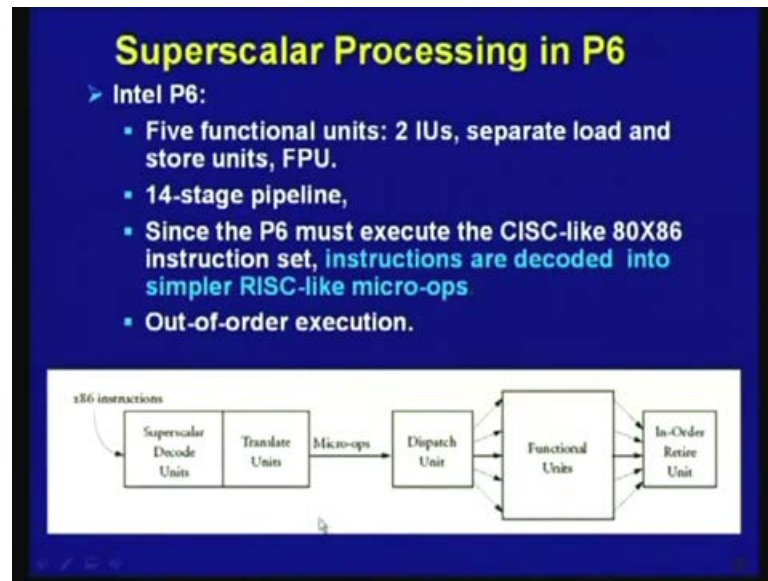 Superscalar Processing in P6
Intel P6:
Five functional units: 2 IUs, separate load and
store units, FPU.
14-stage pipeline,
Since the P6 must execute the CISC-like 80X86
instruction set, instructions are decoded into
simpler RISC-like micro-ops
Out-of-order execution.
x86 instructions
Superscalar
Decode
Units
Translate
Units
Micro-ops
Dispatch
Unit
Functional
Units
In-Order
Retire
Unit